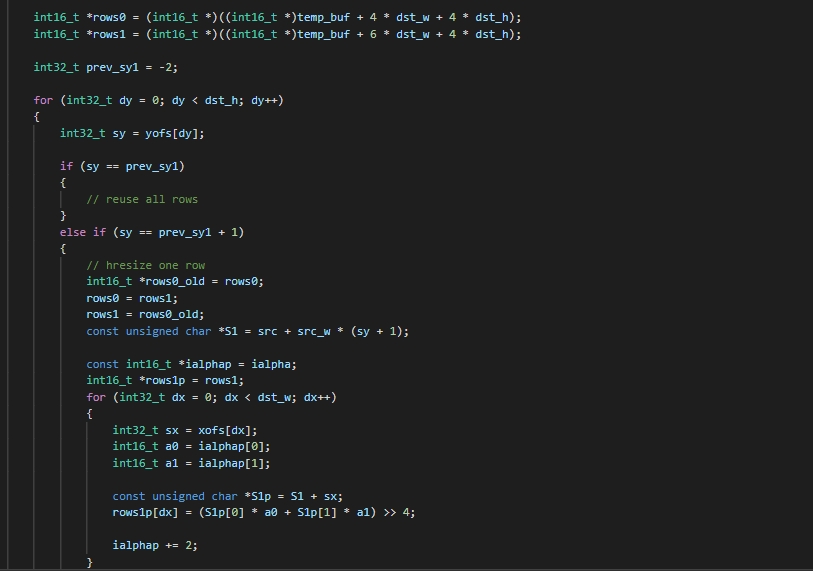 int16_t *rows0 = (int16_t *)((int16_t *)temp_buf + 4 * dst_w + 4 * dst_h);
int16_t *rows1 = (int16_t *)((int16_t *)temp_buf + 6 * dst_w + 4 * dst_h);
int32_t prev_sy1 = -2;
for (int32_t dy = 0; dy < dst_h; dy++)
{
int32_t sy = yofs[dy];
if (sy == prev_sy1)
{
// reuse all rows
}
else if (sy == prev_sy1 + 1)
{
// hresize one row
int16_t *rows0_old = rows0;
rows0 = rows1;
rows1 = rows0_old;
const unsigned char *S1 = src + src_w * (sy + 1);
const int16_t *ialphap = ialpha;
int16_t *rows1p = rows1;
for (int32_t dx = 0; dx < dst_w; dx++)
{
int32_t sx = xofs[dx];
int16_t a0 = ialphap[0];
int16_t a1 = ialphap[1];
const unsigned char *S1p = S1 + sx;
rows1p[dx] = (S1p[0] * a0 + S1p[1] * a1) >> 4;
ialphap += 2;
}